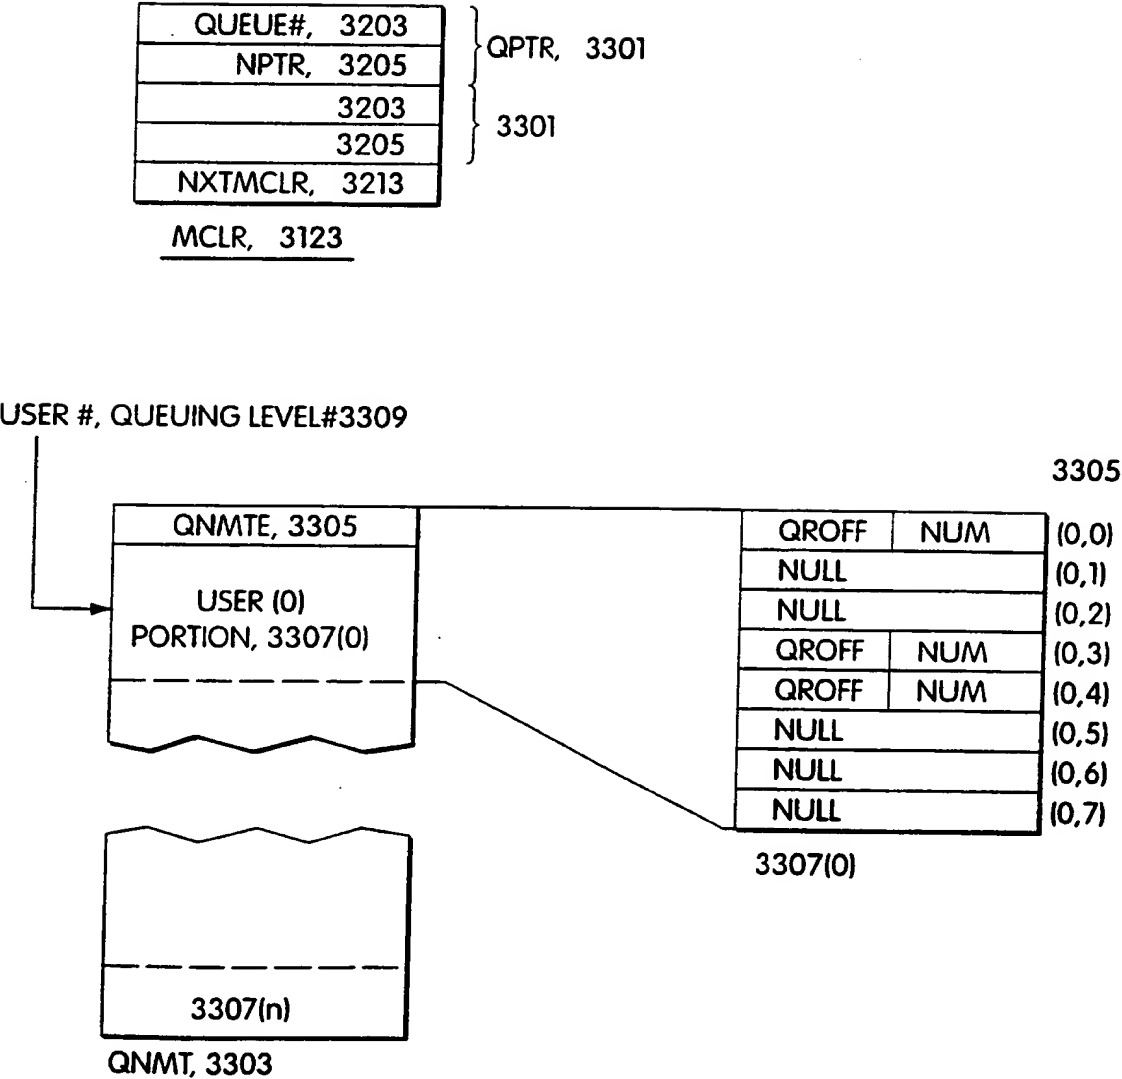 QUEUE#, 3203
NPTR, 3205
QPTR, 3301
3203
3205
3301
NXTMCLR, 3213
MCLR, 3123
USER #, QUEUING LEVEL#3309
3305
QNMTE, 3305
USER (0)
PORTION, 3307(0)
QROFF NUM (0,0)
NULL (0,1)
NULL (0,2)
QROFF NUM (0,3)
QROFF NUM (0,4)
NULL (0,5)
NULL (0,6)
NULL (0,7)
3307(0)
3307(n)
QNMT, 3303